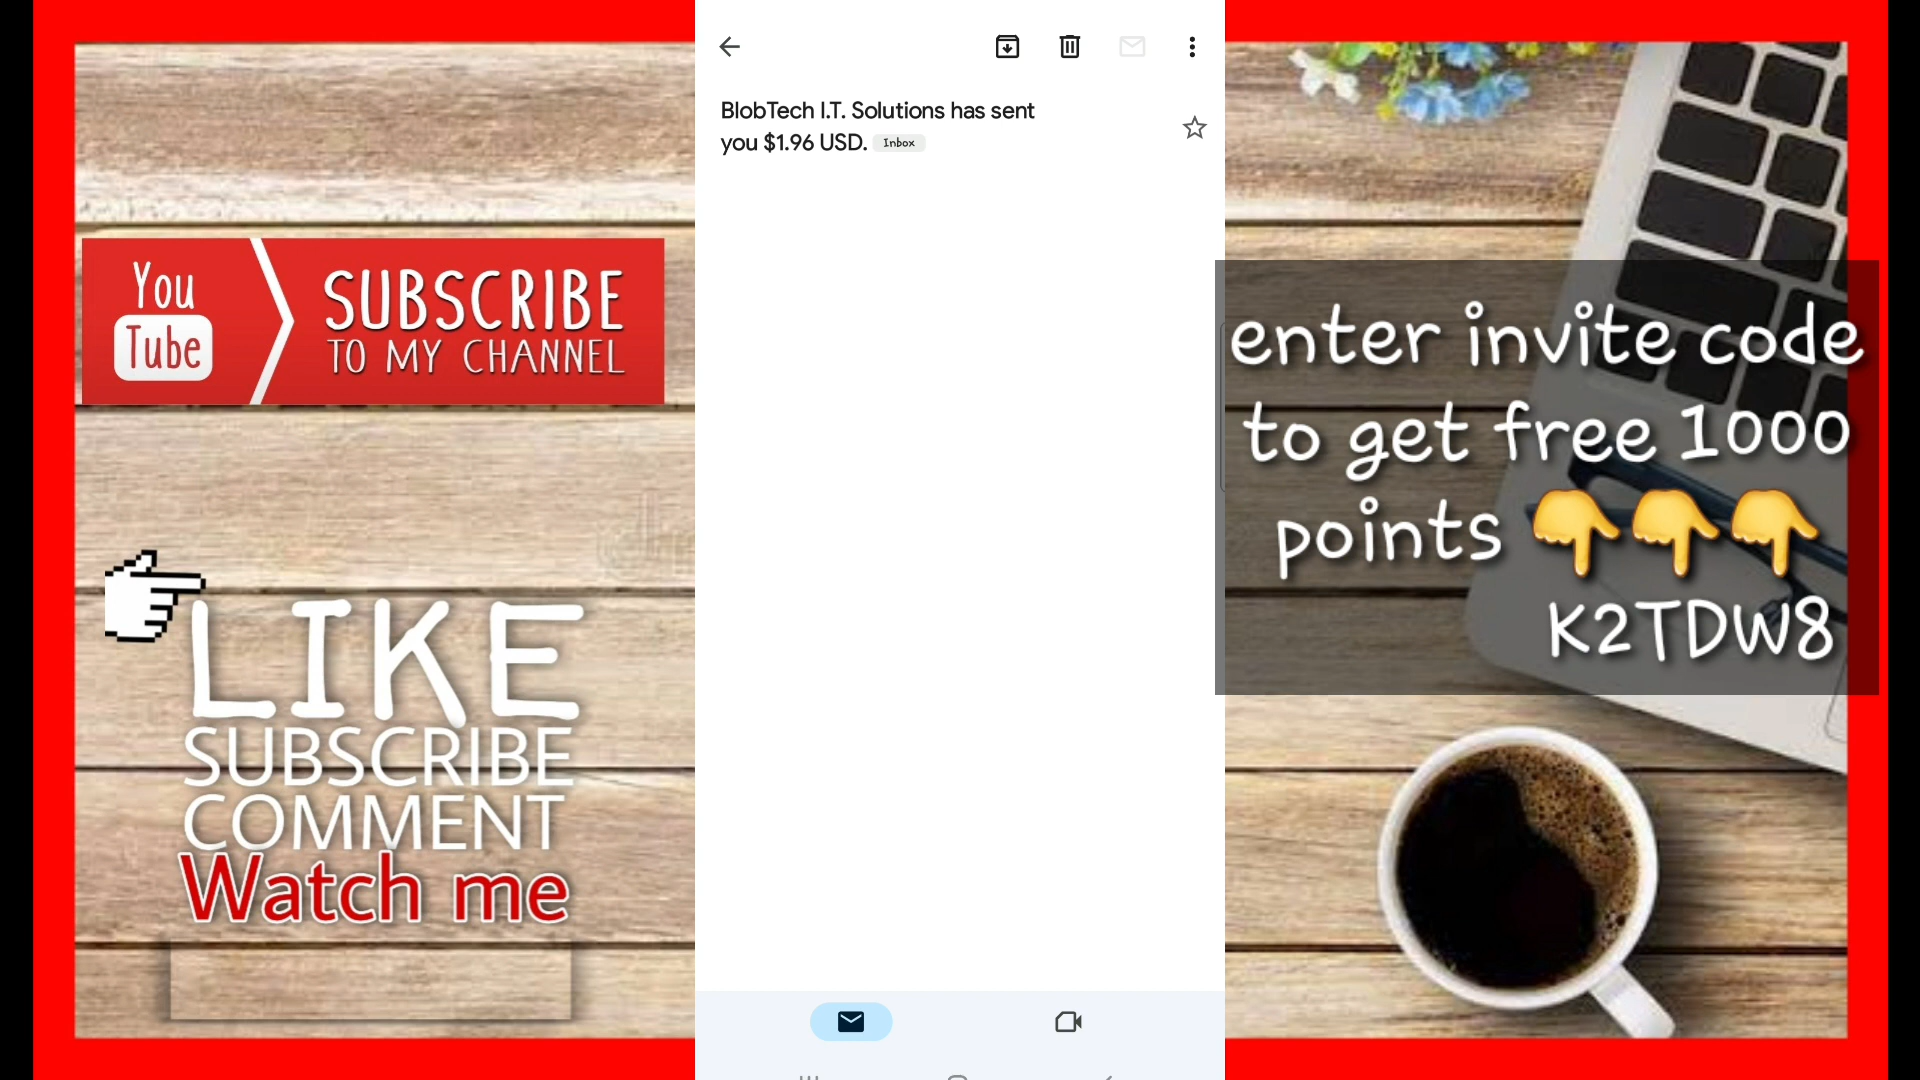 You
Tube
SUBSCRIBE
TO MY CHANNEL
LIKE
SUBSCRIBE
COMMENT
Watch me
BlobTech I.T. Solutions has sent
you $1.96 USD. Inbox
enter invite code
to get free 1000
points 👇👇👇
K2TDW8